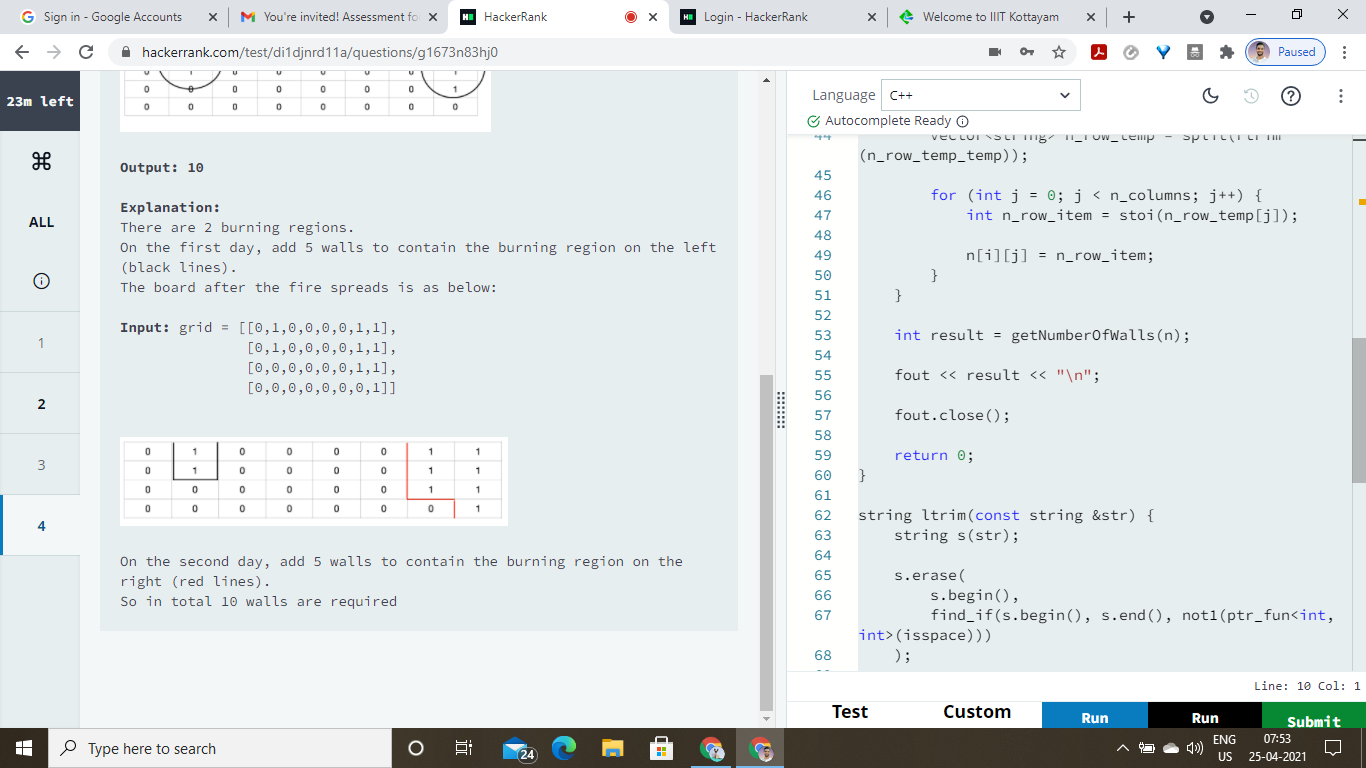 Sign in - Google Accounts
You're invited! Assessment fo
HackerRank
Login - HackerRank
Welcome to IIIT Kottayam
hackerrank.com/test/di1djnrd11a/questions/g1673n83hj0
Paused
23m left
ALL
1
2
3
4
0 1 0 0 0 0 0 1
0 0 0 0 0 0 0 1
0 0 0 0 0 0 0 0
Output: 10
Explanation:
There are 2 burning regions.
On the first day, add 5 walls to contain the burning region on the left
(black lines).
The board after the fire spreads is as below:
Input: grid = [[0,1,0,0,0,0,1,1],
[0,1,0,0,0,0,1,1],
[0,0,0,0,0,0,1,1],
[0,0,0,0,0,0,0,1]]
0 1 0 0 0 0 1 1
0 1 0 0 0 0 1 1
0 0 0 0 0 0 1 1
0 0 0 0 0 0 0 1
On the second day, add 5 walls to contain the burning region on the
right (red lines).
So in total 10 walls are required
Language C++
Autocomplete Ready
44 vector<string> n_row_temp = split(rtrim
(n_row_temp_temp));
45
46 for (int j = 0; j < n_columns; j++) {
47 int n_row_item = stoi(n_row_temp[j]);
48
49 n[i][j] = n_row_item;
50 }
51 }
52
53 int result = getNumberOfWalls(n);
54
55 fout << result << "\n";
56
57 fout.close();
58
59 return 0;
60 }
61
62 string ltrim(const string &str) {
63 string s(str);
64
65 s.erase(
66 s.begin(),
67 find_if(s.begin(), s.end(), not1(ptr_fun<int,
int>(isspace)))
68 );
Line: 10 Col: 1
Test
Custom
Run
Run
Submit
Type here to search
24
ENG
US
07:53
25-04-2021